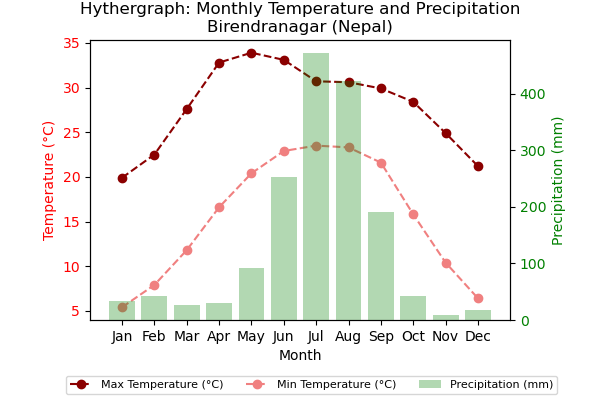 Hythergraph: Monthly Temperature and Precipitation
Birendranagar (Nepal)
Temperature (°C)
35
30
25
20
15
10
5
Precipitation (mm)
400
300
200
100
0
Jan Feb Mar Apr May Jun Jul Aug Sep Oct Nov Dec
Month
Max Temperature (°C) Min Temperature (°C) Precipitation (mm)